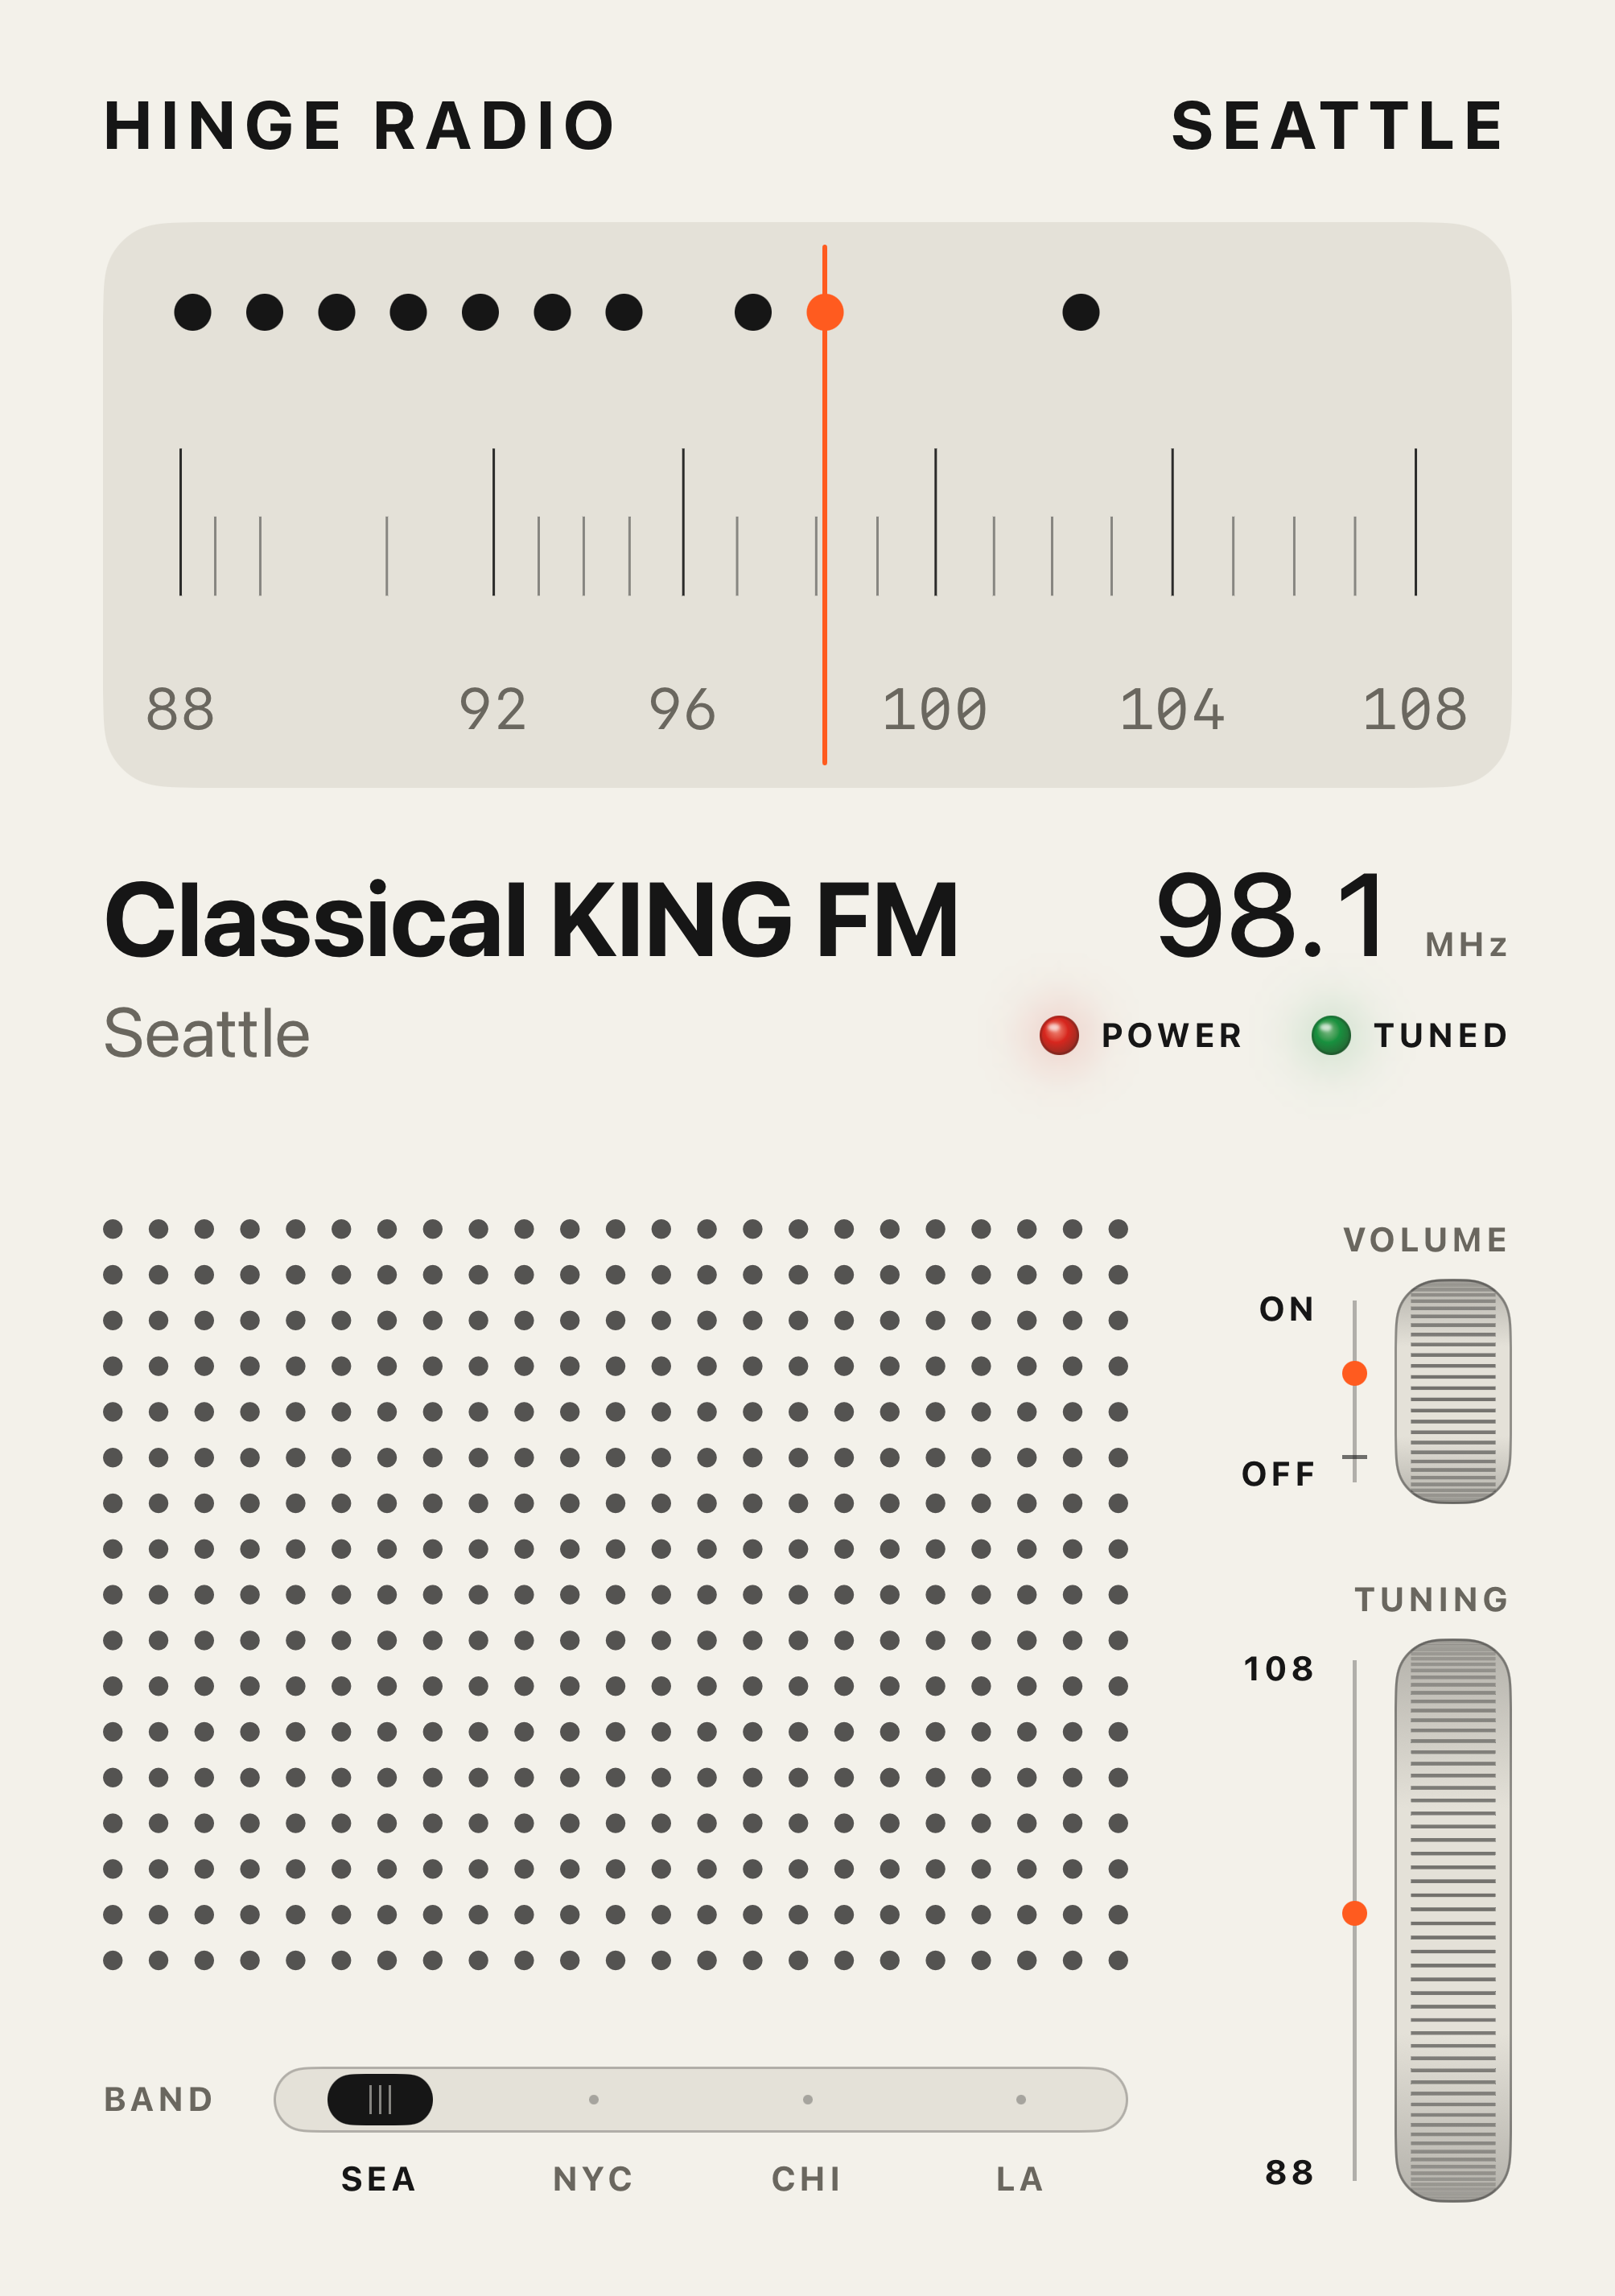 HINGE RADIO
SEATTLE
88 92 96 100 104 108
Classical KING FM
98.1 MHz
Seattle
POWER
TUNED
VOLUME
ON
OFF
TUNING
108
88
BAND
SEA NYC CHI LA